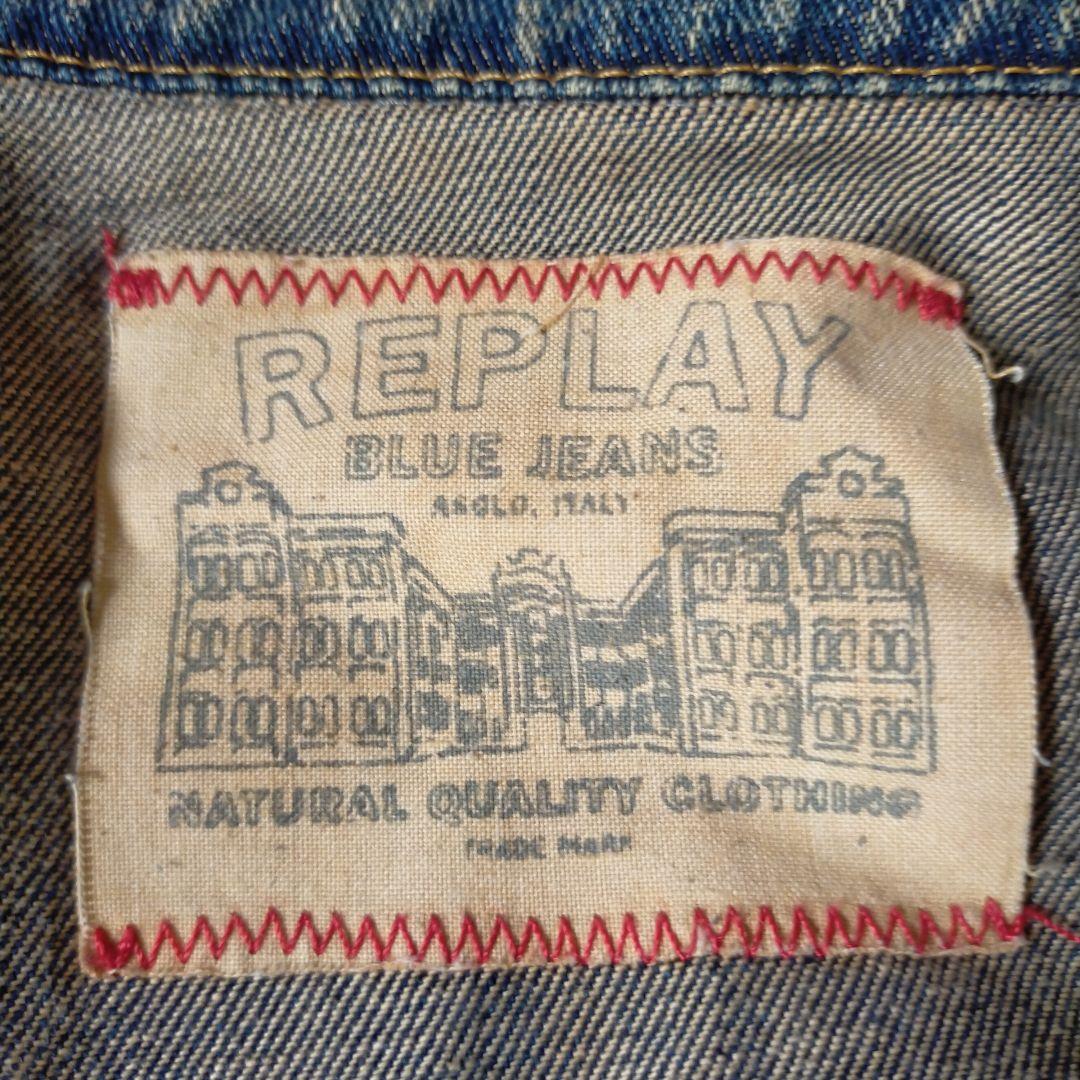 REPLAY
BLUE JEANS
ASOLO, ITALY
NATURAL QUALITY CLOTHING
TRADE MARK